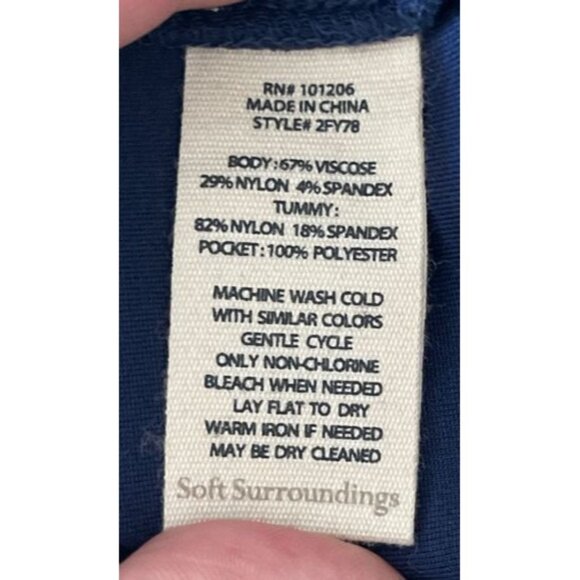 RN# 101206
MADE IN CHINA
STYLE# 2FY78
BODY:67% VISCOSE
29% NYLON 4% SPANDEX
TUMMY:
82% NYLON 18% SPANDEX
POCKET:100% POLYESTER
MACHINE WASH COLD
WITH SIMILAR COLORS
GENTLE CYCLE
ONLY NON-CHLORINE
BLEACH WHEN NEEDED
LAY FLAT TO DRY
WARM IRON IF NEEDED
MAY BE DRY CLEANED
Soft Surroundings